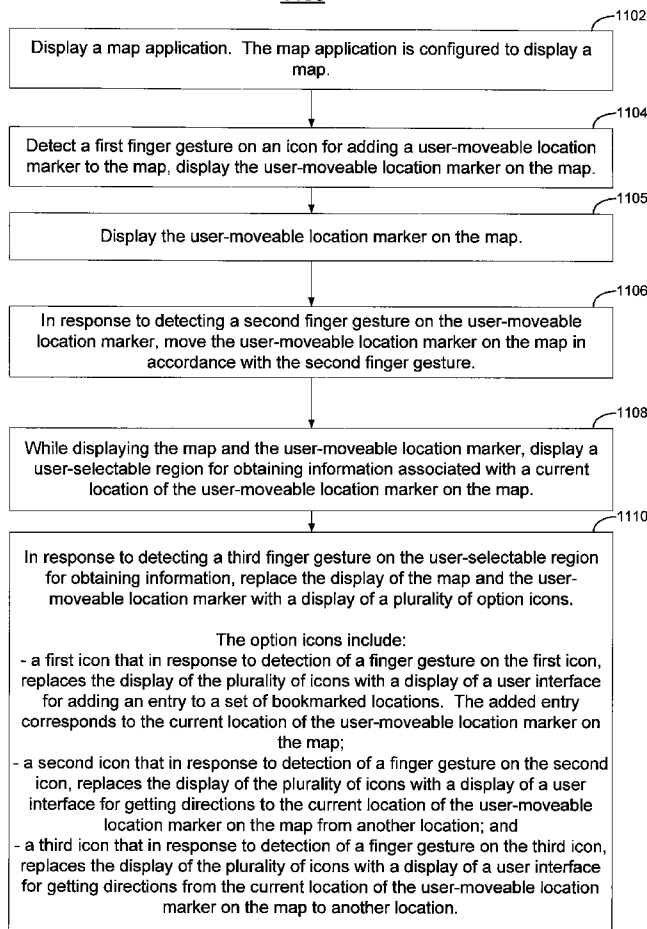 1102
Display a map application. The map application is configured to display a
map.
1104
Detect a first finger gesture on an icon for adding a user-moveable location
marker to the map, display the user-moveable location marker on the map.
1105
Display the user-moveable location marker on the map.
1106
In response to detecting a second finger gesture on the user-moveable
location marker, move the user-moveable location marker on the map in
accordance with the second finger gesture.
1108
While displaying the map and the user-moveable location marker, display a
user-selectable region for obtaining information associated with a current
location of the user-moveable location marker on the map.
1110
In response to detecting a third finger gesture on the user-selectable region
for obtaining information, replace the display of the map and the user-
moveable location marker with a display of a plurality of option icons.
The option icons include:
- a first icon that in response to detection of a finger gesture on the first icon,
replaces the display of the plurality of icons with a display of a user interface
for adding an entry to a set of bookmarked locations. The added entry
corresponds to the current location of the user-moveable location marker on
the map;
- a second icon that in response to detection of a finger gesture on the second
icon, replaces the display of the plurality of icons with a display of a user
interface for getting directions to the current location of the user-moveable
location marker on the map from another location; and
- a third icon that in response to detection of a finger gesture on the third icon,
replaces the display of the plurality of icons with a display of a user interface
for getting directions from the current location of the user-moveable location
marker on the map to another location.